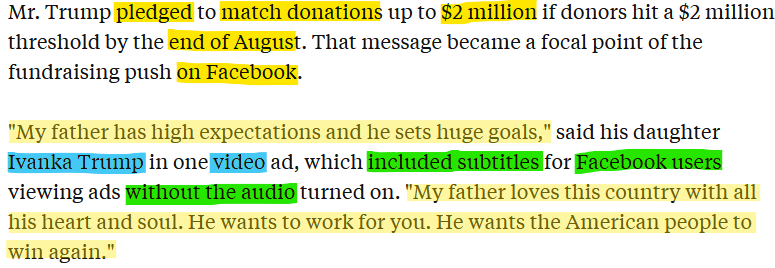 Mr. Trump pledged to match donations up to $2 million if donors hit a $2 million
threshold by the end of August. That message became a focal point of the
fundraising push on Facebook.
"My father has high expectations and he sets huge goals," said his daughter
Ivanka Trump in one video ad, which included subtitles for Facebook users
viewing ads without the audio turned on. "My father loves this country with all
his heart and soul. He wants to work for you. He wants the American people to
win again."